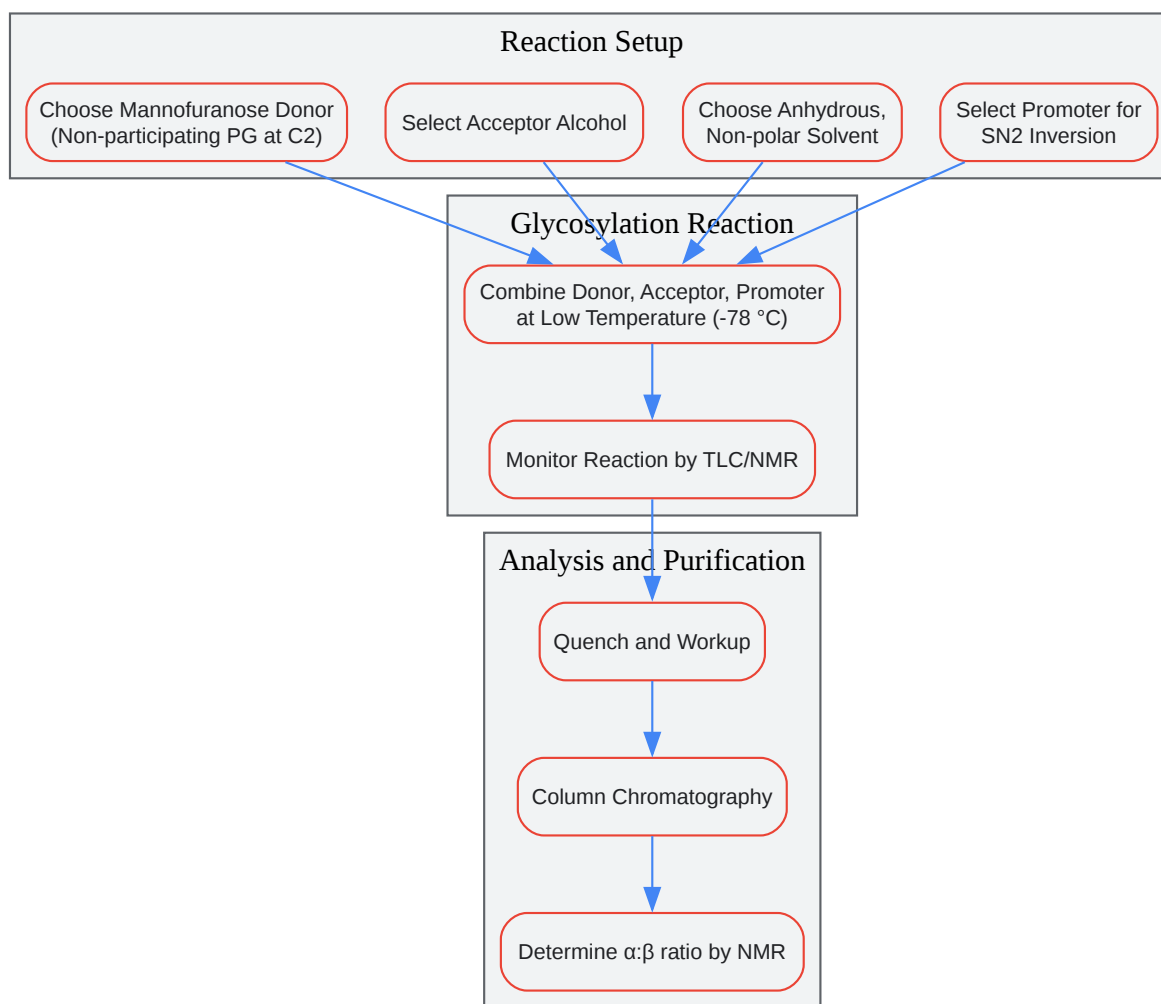 Reaction Setup
Choose Mannofuranose Donor
(Non-participating PG at C2)
Select Acceptor Alcohol
Choose Anhydrous,
Non-polar Solvent
Select Promoter for
SN2 Inversion
Glycosylation Reaction
Combine Donor, Acceptor, Promoter
at Low Temperature (-78 °C)
Monitor Reaction by TLC/NMR
Analysis and Purification
Quench and Workup
Column Chromatography
Determine α:β ratio by NMR